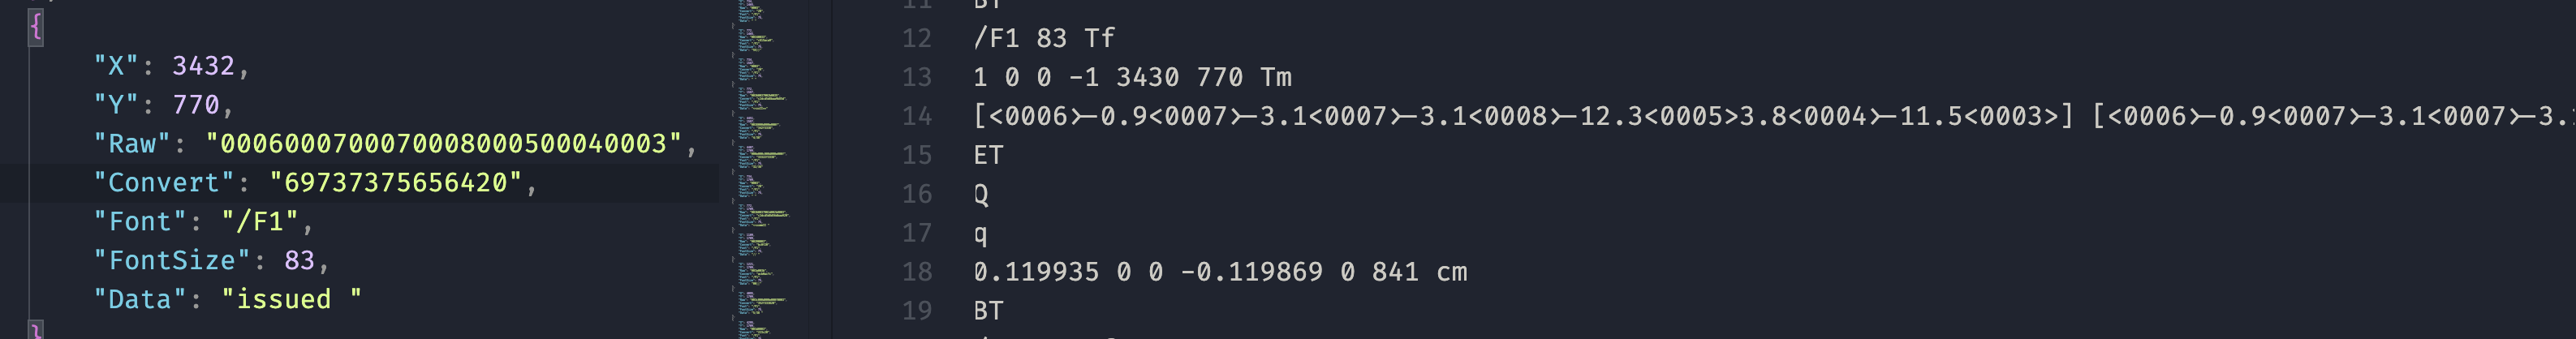 {
"X": 3432,
"Y": 770,
"Raw": "0006000700070008000500040003",
"Convert": "69737375656420",
"Font": "/F1",
"FontSize": 83,
"Data": "issued "
}
11 BT
12 /F1 83 Tf
13 1 0 0 -1 3430 770 Tm
14 [<0006>-0.9<0007>-3.1<0007>-3.1<0008>-12.3<0005>3.8<0004>-11.5<0003>] [<0006>-0.9<0007>-3.1<0007>-3.
15 ET
16 Q
17 q
18 0.119935 0 0 -0.119869 0 841 cm
19 BT